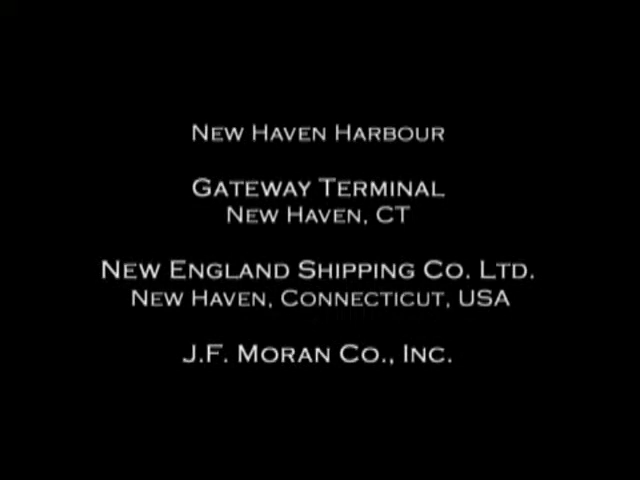 New Haven Harbour
Gateway Terminal
New Haven, CT
New England Shipping Co. Ltd.
New Haven, Connecticut, USA
J.F. Moran Co., Inc.